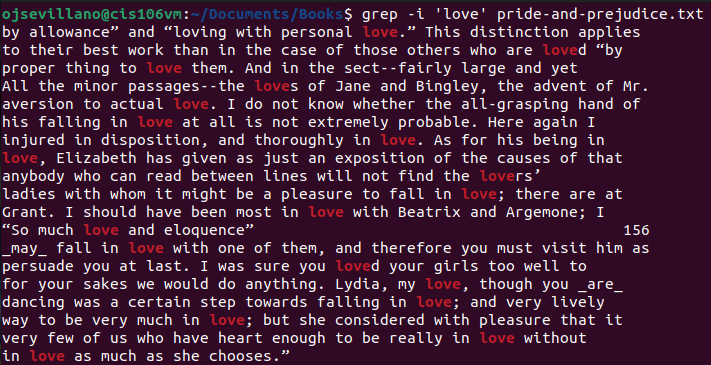 ojsevillano@cis106vm:~/Documents/Books$ grep -i 'love' pride-and-prejudice.txt
by allowance” and “loving with personal love.” This distinction applies
to their best work than in the case of those others who are loved “by
proper thing to love them. And in the sect--fairly large and yet
All the minor passages--the loves of Jane and Bingley, the advent of Mr.
aversion to actual love. I do not know whether the all-grasping hand of
his falling in love at all is not extremely probable. Here again I
injured in disposition, and thoroughly in love. As for his being in
love, Elizabeth has given as just an exposition of the causes of that
anybody who can read between lines will not find the lovers’
ladies with whom it might be a pleasure to fall in love; there are at
Grant. I should have been most in love with Beatrix and Argemone; I
“So much love and eloquence” 156
_may_ fall in love with one of them, and therefore you must visit him as
persuade you at last. I was sure you loved your girls too well to
for your sakes we would do anything. Lydia, my love, though you _are_
dancing was a certain step towards falling in love; and very lively
way to be very much in love; but she considered with pleasure that it
very few of us who have heart enough to be really in love without
in love as much as she chooses.”